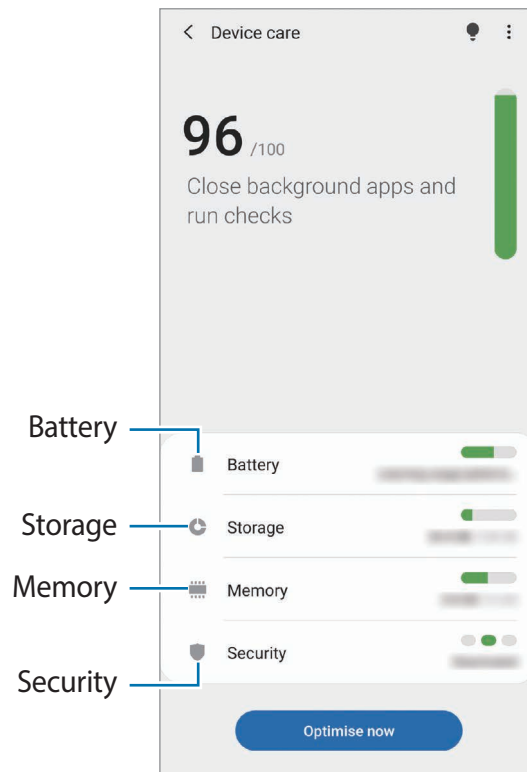 Device care
96 /100
Close background apps and
run checks
Battery
Battery
Storage
Storage
Memory
Memory
Security
Security
Optimise now